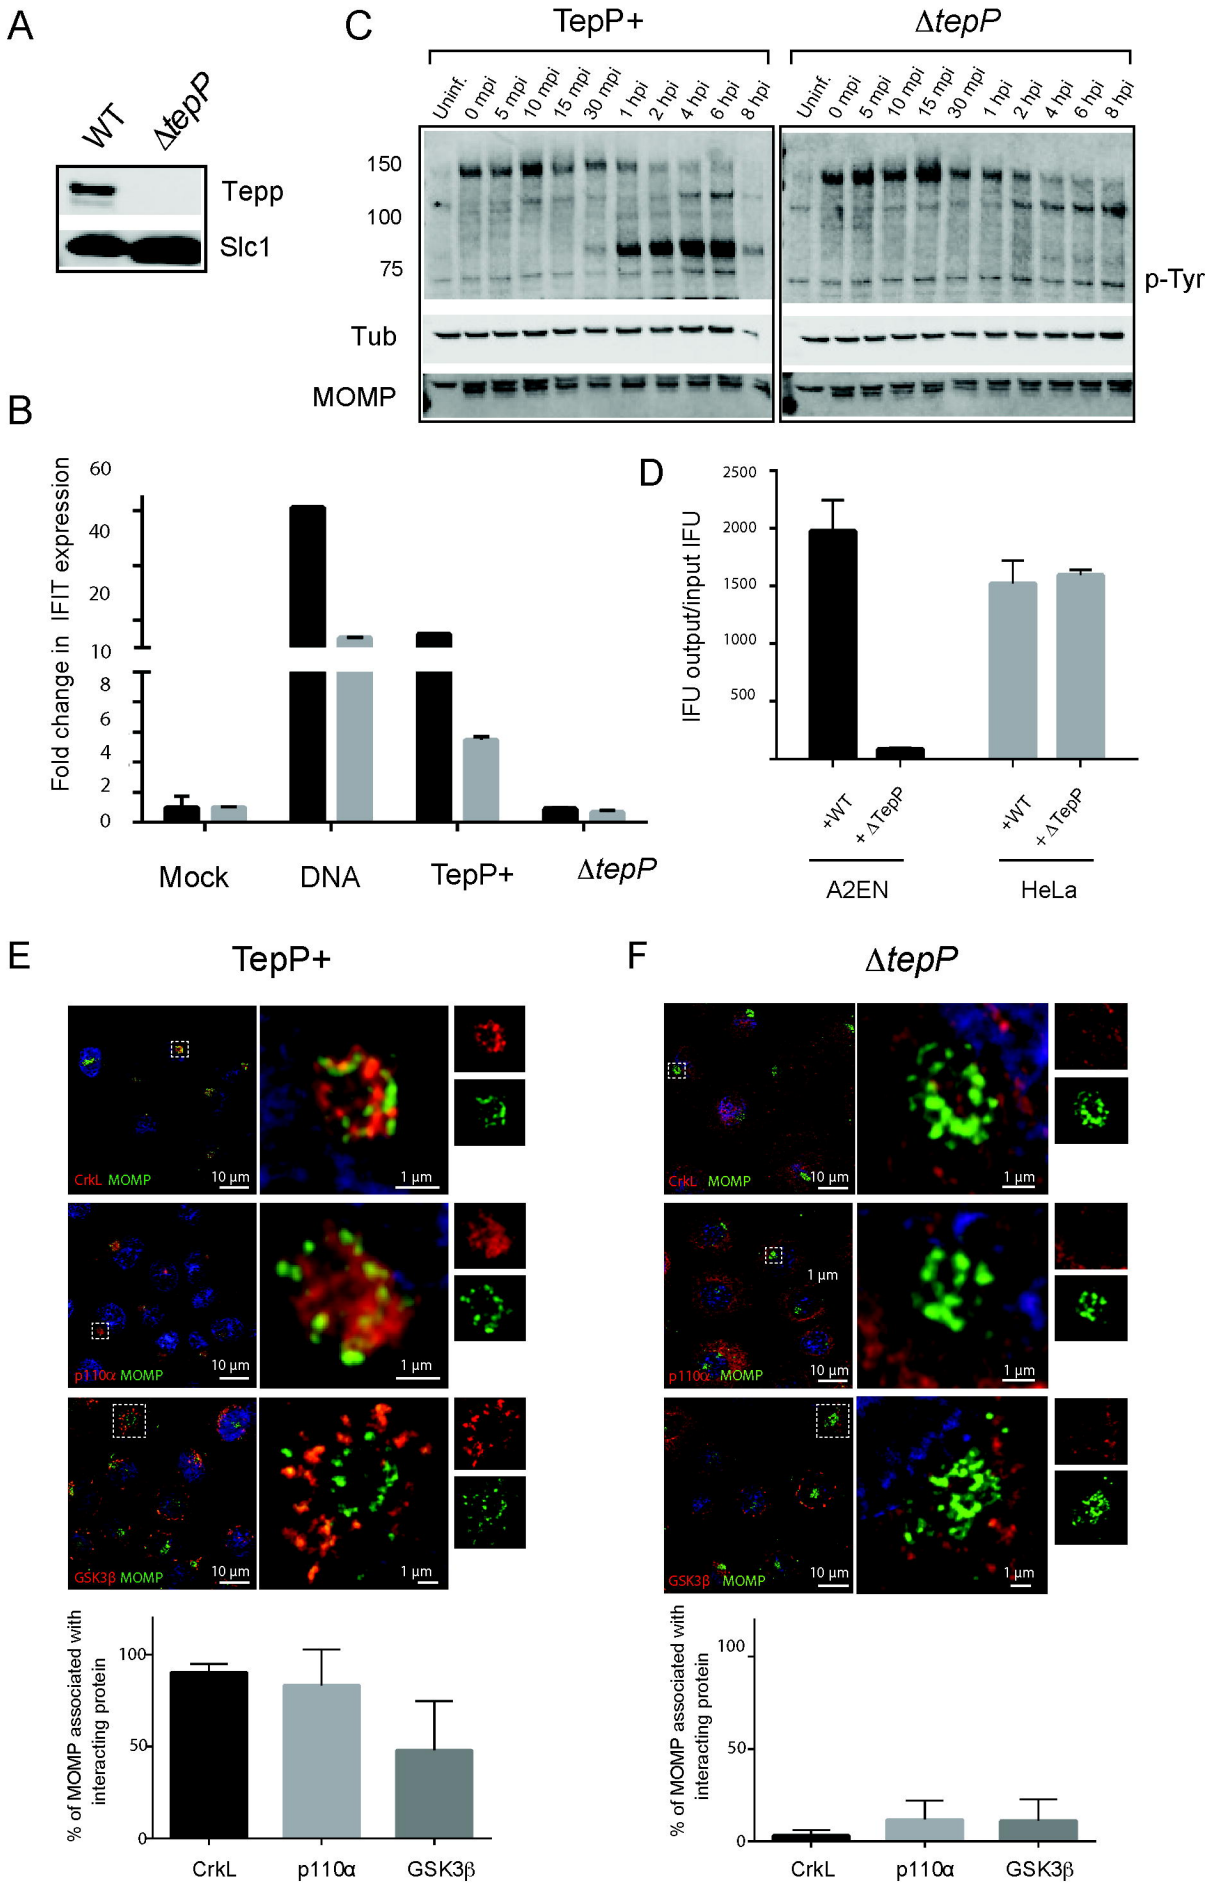 A
WT
ΔtepP
Tepp
Slc1
C
TepP+
ΔtepP
Uninf.
0 mpi
5 mpi
10 mpi
15 mpi
30 mpi
1 hpi
2 hpi
4 hpi
6 hpi
8 hpi
Uninf.
0 mpi
5 mpi
10 mpi
15 mpi
30 mpi
1 hpi
2 hpi
4 hpi
6 hpi
8 hpi
150
100
75
p-Tyr
Tub
MOMP
B
Fold change in IFIT expression
60
40
20
10
8
6
4
2
0
Mock
DNA
TepP+
ΔtepP
D
IFU output/input IFU
2500
2000
1500
1000
500
+WT
+ΔTepP
+WT
+ΔTepP
A2EN
HeLa
E
TepP+
CrkL MOMP
10 µm
1 µm
p110α MOMP
10 µm
1 µm
GSK3β MOMP
10 µm
1 µm
% of MOMP associated with
interacting protein
100
50
0
CrkL
p110α
GSK3β
F
ΔtepP
CrkL MOMP
10 µm
1 µm
1 µm
p110α MOMP
10 µm
1 µm
GSK3β MOMP
10 µm
1 µm
% of MOMP associated with
interacting protein
100
50
0
CrkL
p110α
GSK3β